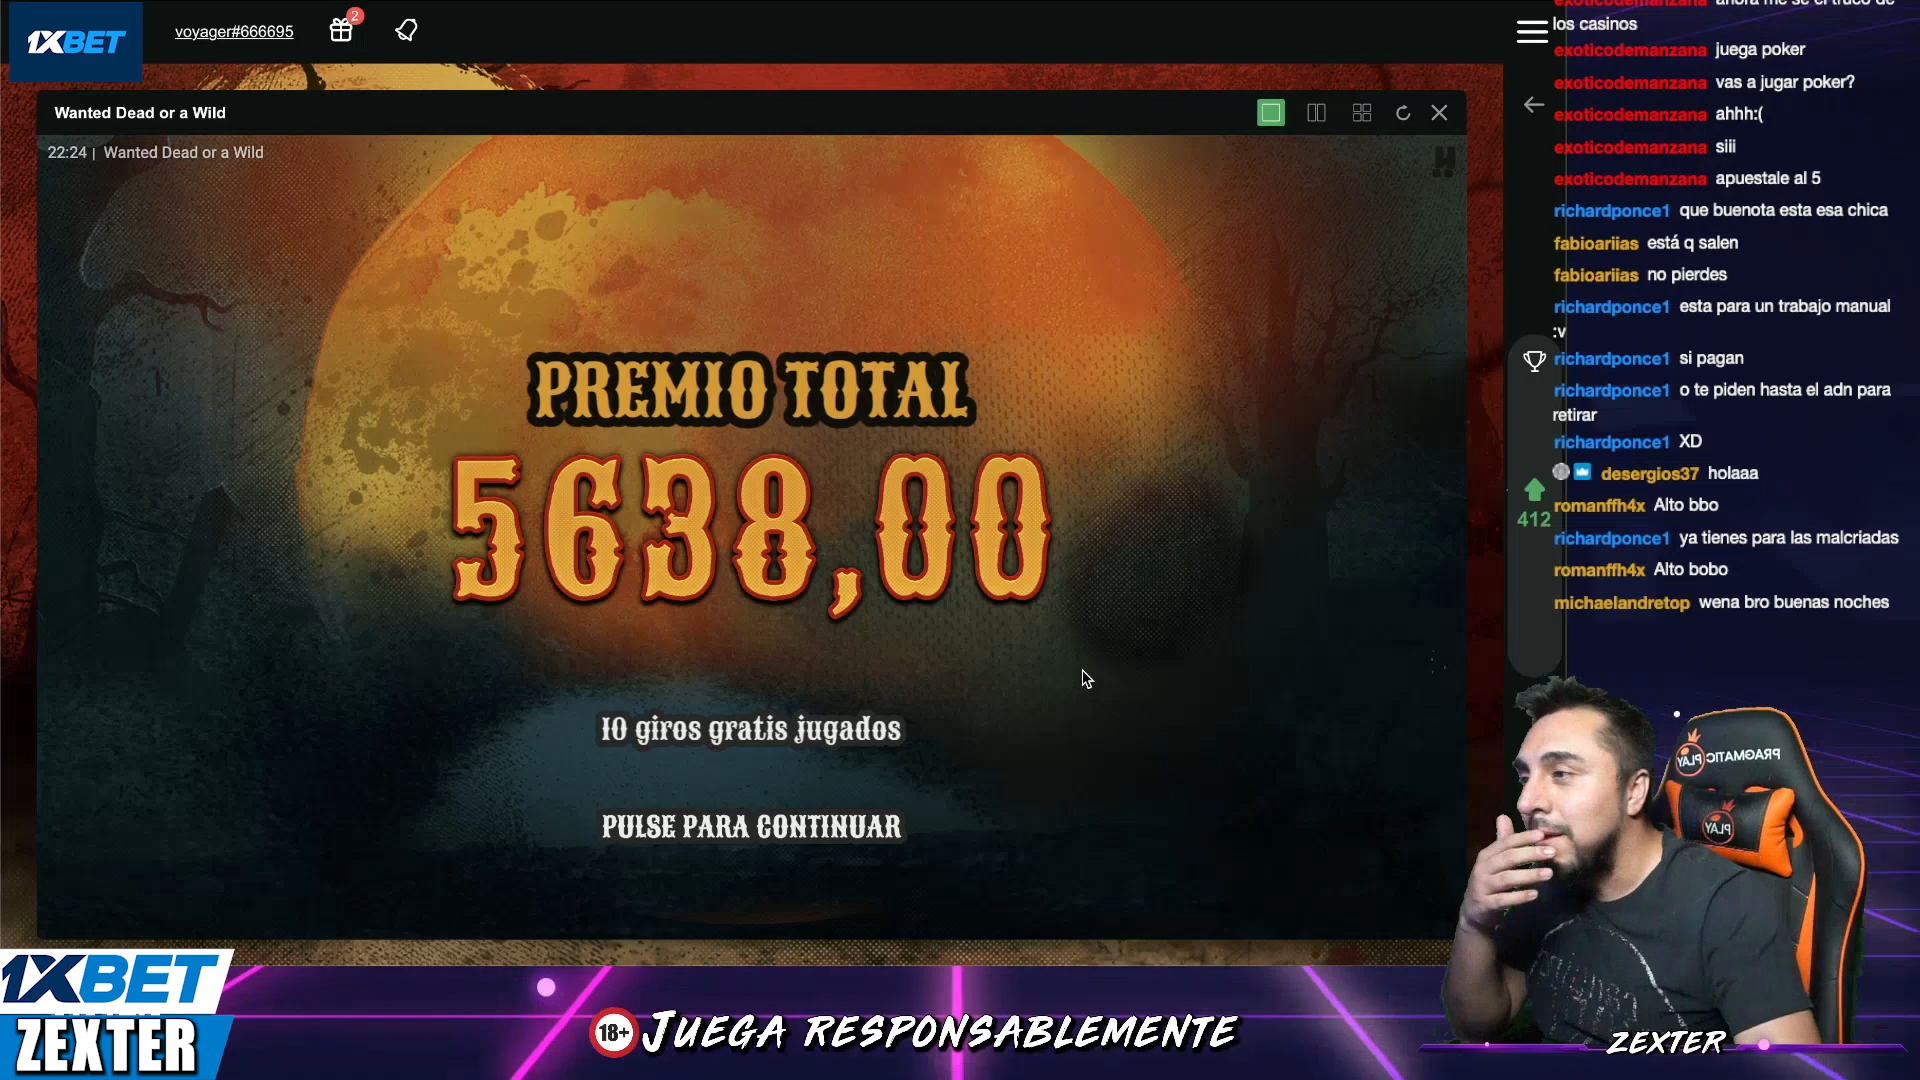 1XBET
voyager#666695
2
Wanted Dead or a Wild
22:24 | Wanted Dead or a Wild
PREMIO TOTAL
5638,00
10 giros gratis jugados
PULSE PARA CONTINUAR
los casinos
exoticodemanzana juega poker
exoticodemanzana vas a jugar poker?
exoticodemanzana ahhh:(
exoticodemanzana siii
exoticodemanzana apuestale al 5
richardponce1 que buenota esta esa chica
fabioariias está q salen
fabioariias no pierdes
richardponce1 esta para un trabajo manual
:v
richardponce1 si pagan
richardponce1 o te piden hasta el adn para
retirar
richardponce1 XD
desergios37 holaaa
romanffh4x Alto bbo
richardponce1 ya tienes para las malcriadas
romanffh4x Alto bobo
michaelandretop wena bro buenas noches
412
PRAGMATIC
PLAY
PLAY
1XBET
ZEXTER
18+ JUEGA RESPONSABLEMENTE
ZEXTER